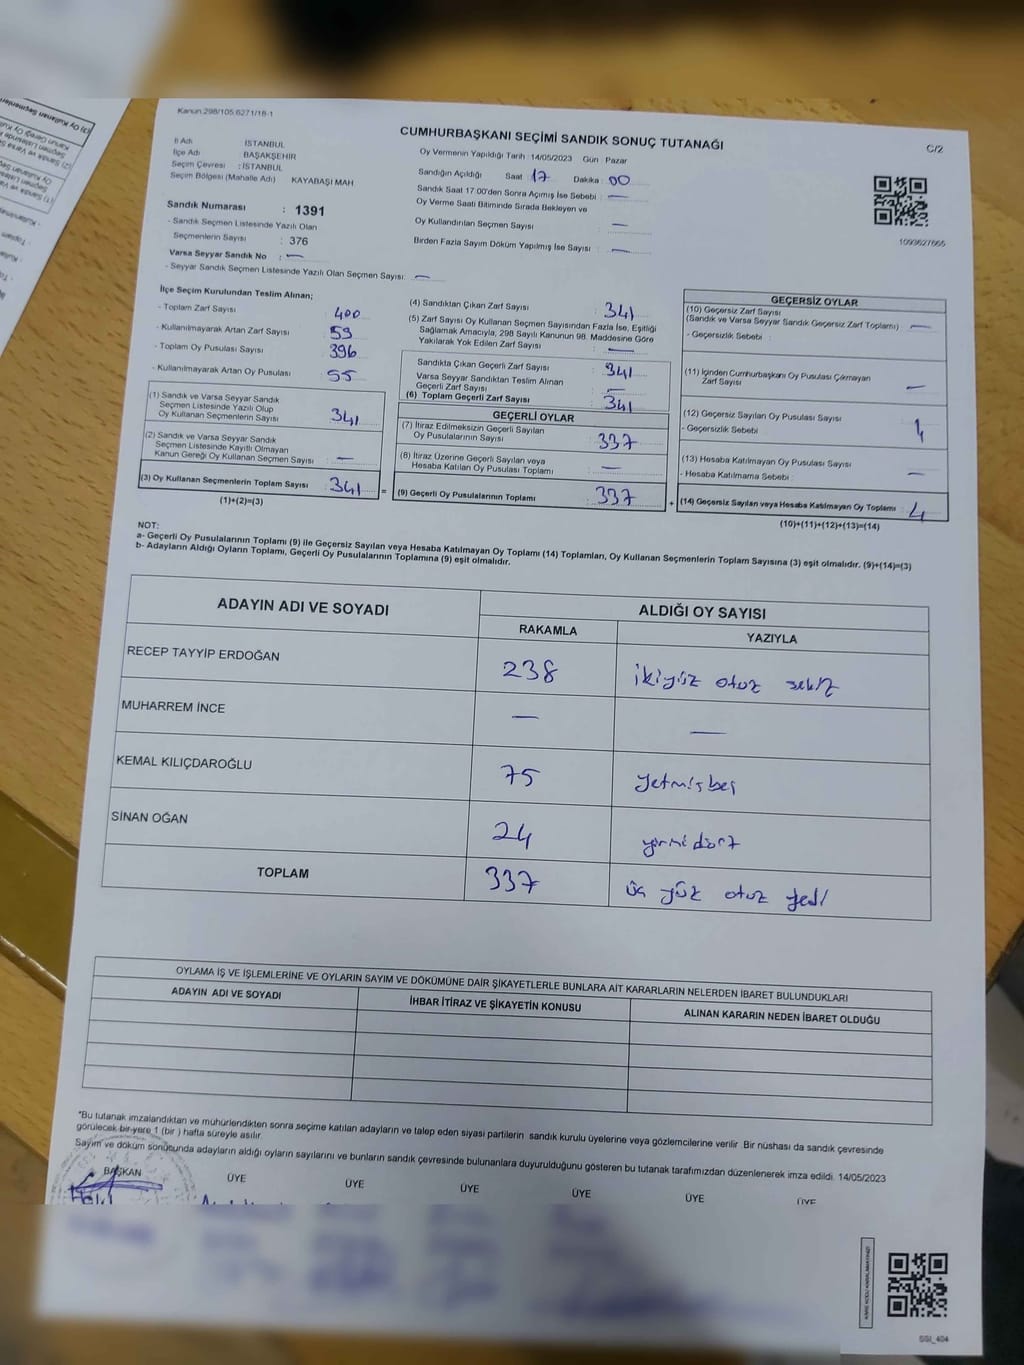 Kanun.298/105.6271/18-1
CUMHURBAŞKANI SEÇİMİ SANDIK SONUÇ TUTANAĞI
C/2
İl Adı İSTANBUL
İlçe Adı BAŞAKŞEHİR
Seçim Çevresi : İSTANBUL
Seçim Bölgesi (Mahalle Adı) KAYABAŞI MAH
Sandık Numarası : 1391
- Sandık Seçmen Listesinde Yazılı Olan
Seçmenlerin Sayısı : 376
Varsa Seyyar Sandık No : —
- Seyyar Sandık Seçmen Listesinde Yazılı Olan Seçmen Sayısı: —
Oy Vermenin Yapıldığı Tarih : 14/05/2023 Gün Pazar
Sandığın Açıldığı Saat : 17 Dakika : 00
Sandık Saat 17:00'den Sonra Açımış İse Sebebi : —
Oy Verme Saati Bitiminde Sırada Bekleyen ve
Oy Kullandırılan Seçmen Sayısı : —
Birden Fazla Sayım Döküm Yapılmış İse Sayısı : —
1093627665
İlçe Seçim Kurulundan Teslim Alınan;
- Toplam Zarf Sayısı : 400
- Kullanılmayarak Artan Zarf Sayısı : 59
- Toplam Oy Pusulası Sayısı : 396
- Kullanılmayarak Artan Oy Pusulası : 55
(1) Sandık ve Varsa Seyyar Sandık
Seçmen Listesinde Yazılı Olup
Oy Kullanan Seçmenlerin Sayısı : 341
(2) Sandık ve Varsa Seyyar Sandık
Seçmen Listesinde Kayıtlı Olmayan
Kanun Gereği Oy Kullanan Seçmen Sayısı : —
(3) Oy Kullanan Seçmenlerin Toplam Sayısı : 341
(1)+(2)=(3)
(4) Sandıktan Çıkan Zarf Sayısı : 341
(5) Zarf Sayısı Oy Kullanan Seçmen Sayısından Fazla İse, Eşitliği
Sağlamak Amacıyla, 298 Sayılı Kanunun 98. Maddesine Göre
Yakılarak Yok Edilen Zarf Sayısı : —
Sandıkta Çıkan Geçerli Zarf Sayısı : 341
Varsa Seyyar Sandıktan Teslim Alınan
Geçerli Zarf Sayısı : —
(6) Toplam Geçerli Zarf Sayısı : 341
GEÇERLİ OYLAR
(7) İtiraz Edilmeksizin Geçerli Sayılan
Oy Pusulalarının Sayısı : 337
(8) İtiraz Üzerine Geçerli Sayılan veya
Hesaba Katılan Oy Pusulası Toplamı : —
= (9) Geçerli Oy Pusulalarının Toplamı : 337 +
GEÇERSİZ OYLAR
(10) Geçersiz Zarf Sayısı
(Sandık ve Varsa Seyyar Sandık Geçersiz Zarf Toplamı) : —
- Geçersizlik Sebebi :
(11) İçinden Cumhurbaşkanı Oy Pusulası Çıkmayan
Zarf Sayısı : —
(12) Geçersiz Sayılan Oy Pusulası Sayısı : 4
- Geçersizlik Sebebi :
(13) Hesaba Katılmayan Oy Pusulası Sayısı : —
- Hesaba Katılmama Sebebi :
(14) Geçersiz Sayılan veya Hesaba Katılmayan Oy Toplamı : 4
(10)+(11)+(12)+(13)=(14)
NOT:
a- Geçerli Oy Pusulalarının Toplamı (9) ile Geçersiz Sayılan veya Hesaba Katılmayan Oy Toplamı (14) Toplamları, Oy Kullanan Seçmenlerin Toplam Sayısına (3) eşit olmalıdır. (9)+(14)=(3)
b- Adayların Aldığı Oyların Toplamı, Geçerli Oy Pusulalarının Toplamına (9) eşit olmalıdır.
ADAYIN ADI VE SOYADI ALDIĞI OY SAYISI
RAKAMLA YAZIYLA
RECEP TAYYİP ERDOĞAN 238 ikiyüz otuz sekiz
MUHARREM İNCE — —
KEMAL KILIÇDAROĞLU 75 yetmişbeş
SİNAN OĞAN 24 yirmidört
TOPLAM 337 üç yüz otuz yedi
OYLAMA İŞ VE İŞLEMLERİNE VE OYLARIN SAYIM VE DÖKÜMÜNE DAİR ŞİKAYETLERLE BUNLARA AİT KARARLARIN NELERDEN İBARET BULUNDUKLARI
ADAYIN ADI VE SOYADI İHBAR İTİRAZ VE ŞİKAYETİN KONUSU ALINAN KARARIN NEDEN İBARET OLDUĞU
*Bu tutanak imzalandıktan ve mühürlendikten sonra seçime katılan adayların ve talep eden siyasi partilerin sandık kurulu üyelerine veya gözlemcilerine verilir Bir nüshası da sandık çevresinde
görülecek bir yere 1 (bir ) hafta süreyle asılır.
Sayım ve döküm sonucunda adayların aldığı oyların sayılarını ve bunların sandık çevresinde bulunanlara duyurulduğunu gösteren bu tutanak tarafımızdan düzenlenerek imza edildi. 14/05/2023
BAŞKAN ÜYE ÜYE ÜYE ÜYE ÜYE ÜYE
SSI_404